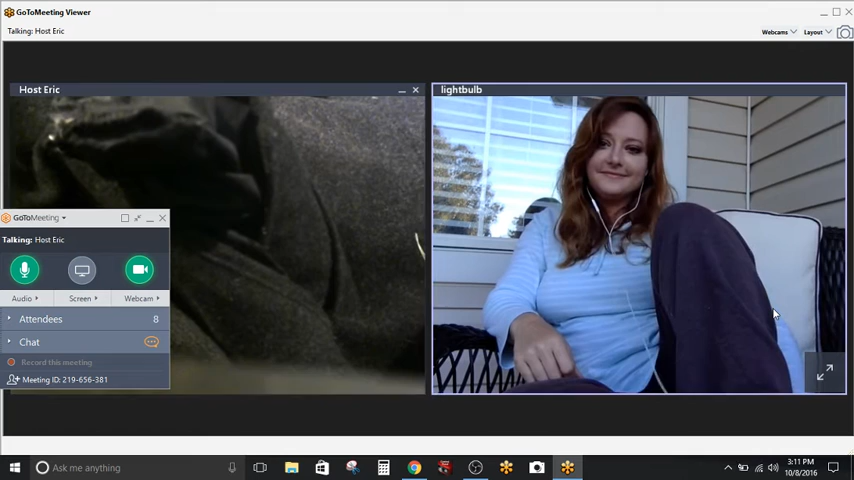 GoToMeeting Viewer
Talking: Host Eric
Webcams
Layout
Host Eric
lightbulb
GoToMeeting
Talking: Host Eric
Audio
Screen
Webcam
Attendees 8
Chat
Record this meeting
Meeting ID: 219-656-381
Ask me anything
3:11 PM
10/8/2016